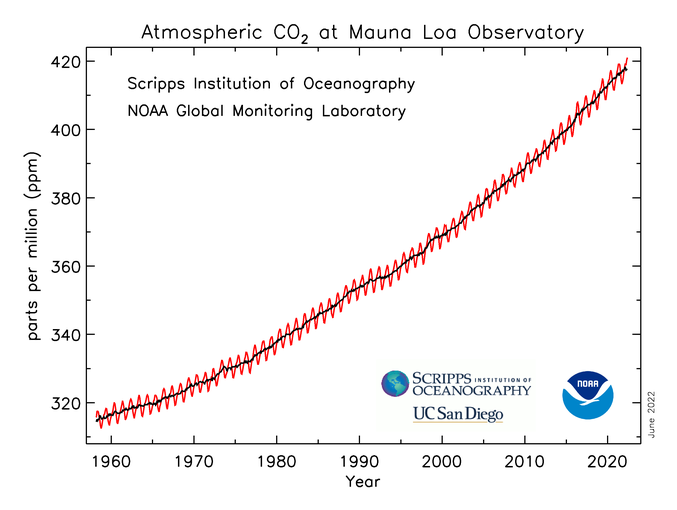 Atmospheric CO₂ at Mauna Loa Observatory
Scripps Institution of Oceanography
NOAA Global Monitoring Laboratory
parts per million (ppm)
420
400
380
360
340
320
1960 1970 1980 1990 2000 2010 2020
Year
SCRIPPS INSTITUTION OF
OCEANOGRAPHY
UC San Diego
NOAA
June 2022